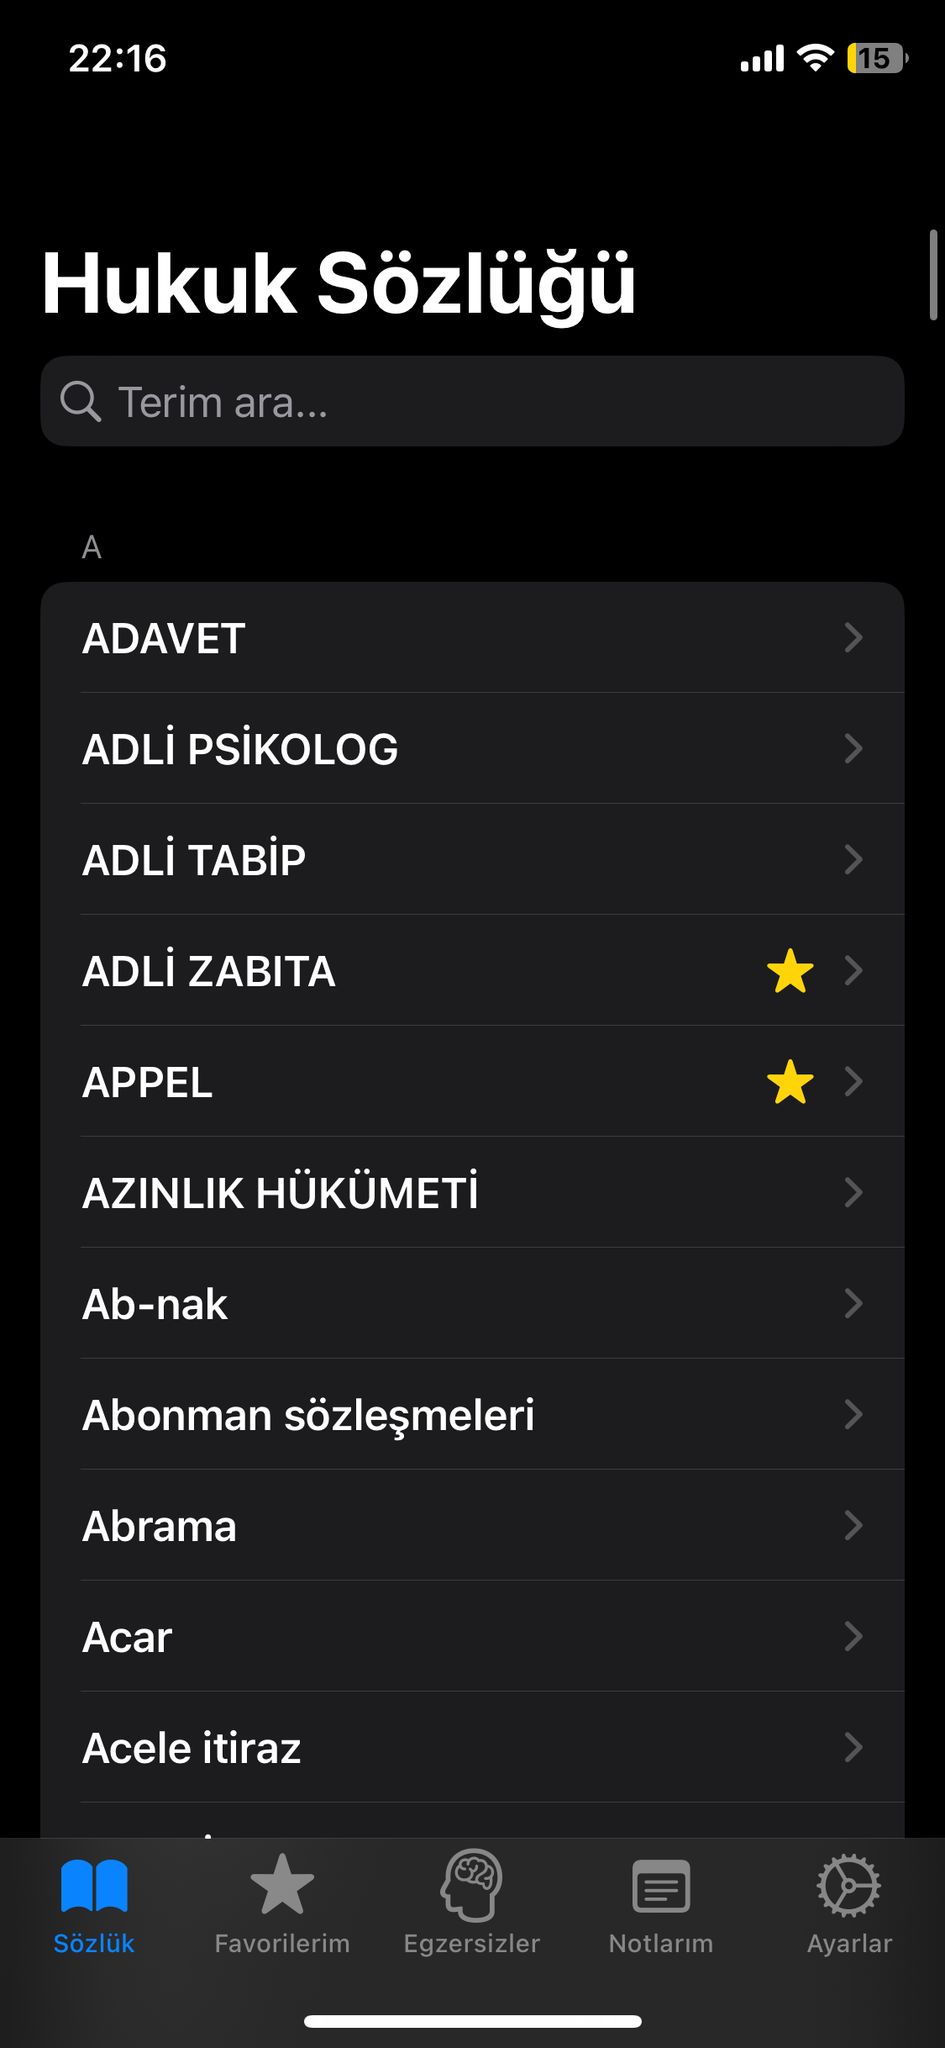 22:16
15
Hukuk Sözlüğü
Terim ara...
A
ADAVET
ADLİ PSİKOLOG
ADLİ TABİP
ADLİ ZABITA
APPEL
AZINLIK HÜKÜMETİ
Ab-nak
Abonman sözleşmeleri
Abrama
Acar
Acele itiraz
Sözlük
Favorilerim
Egzersizler
Notlarım
Ayarlar